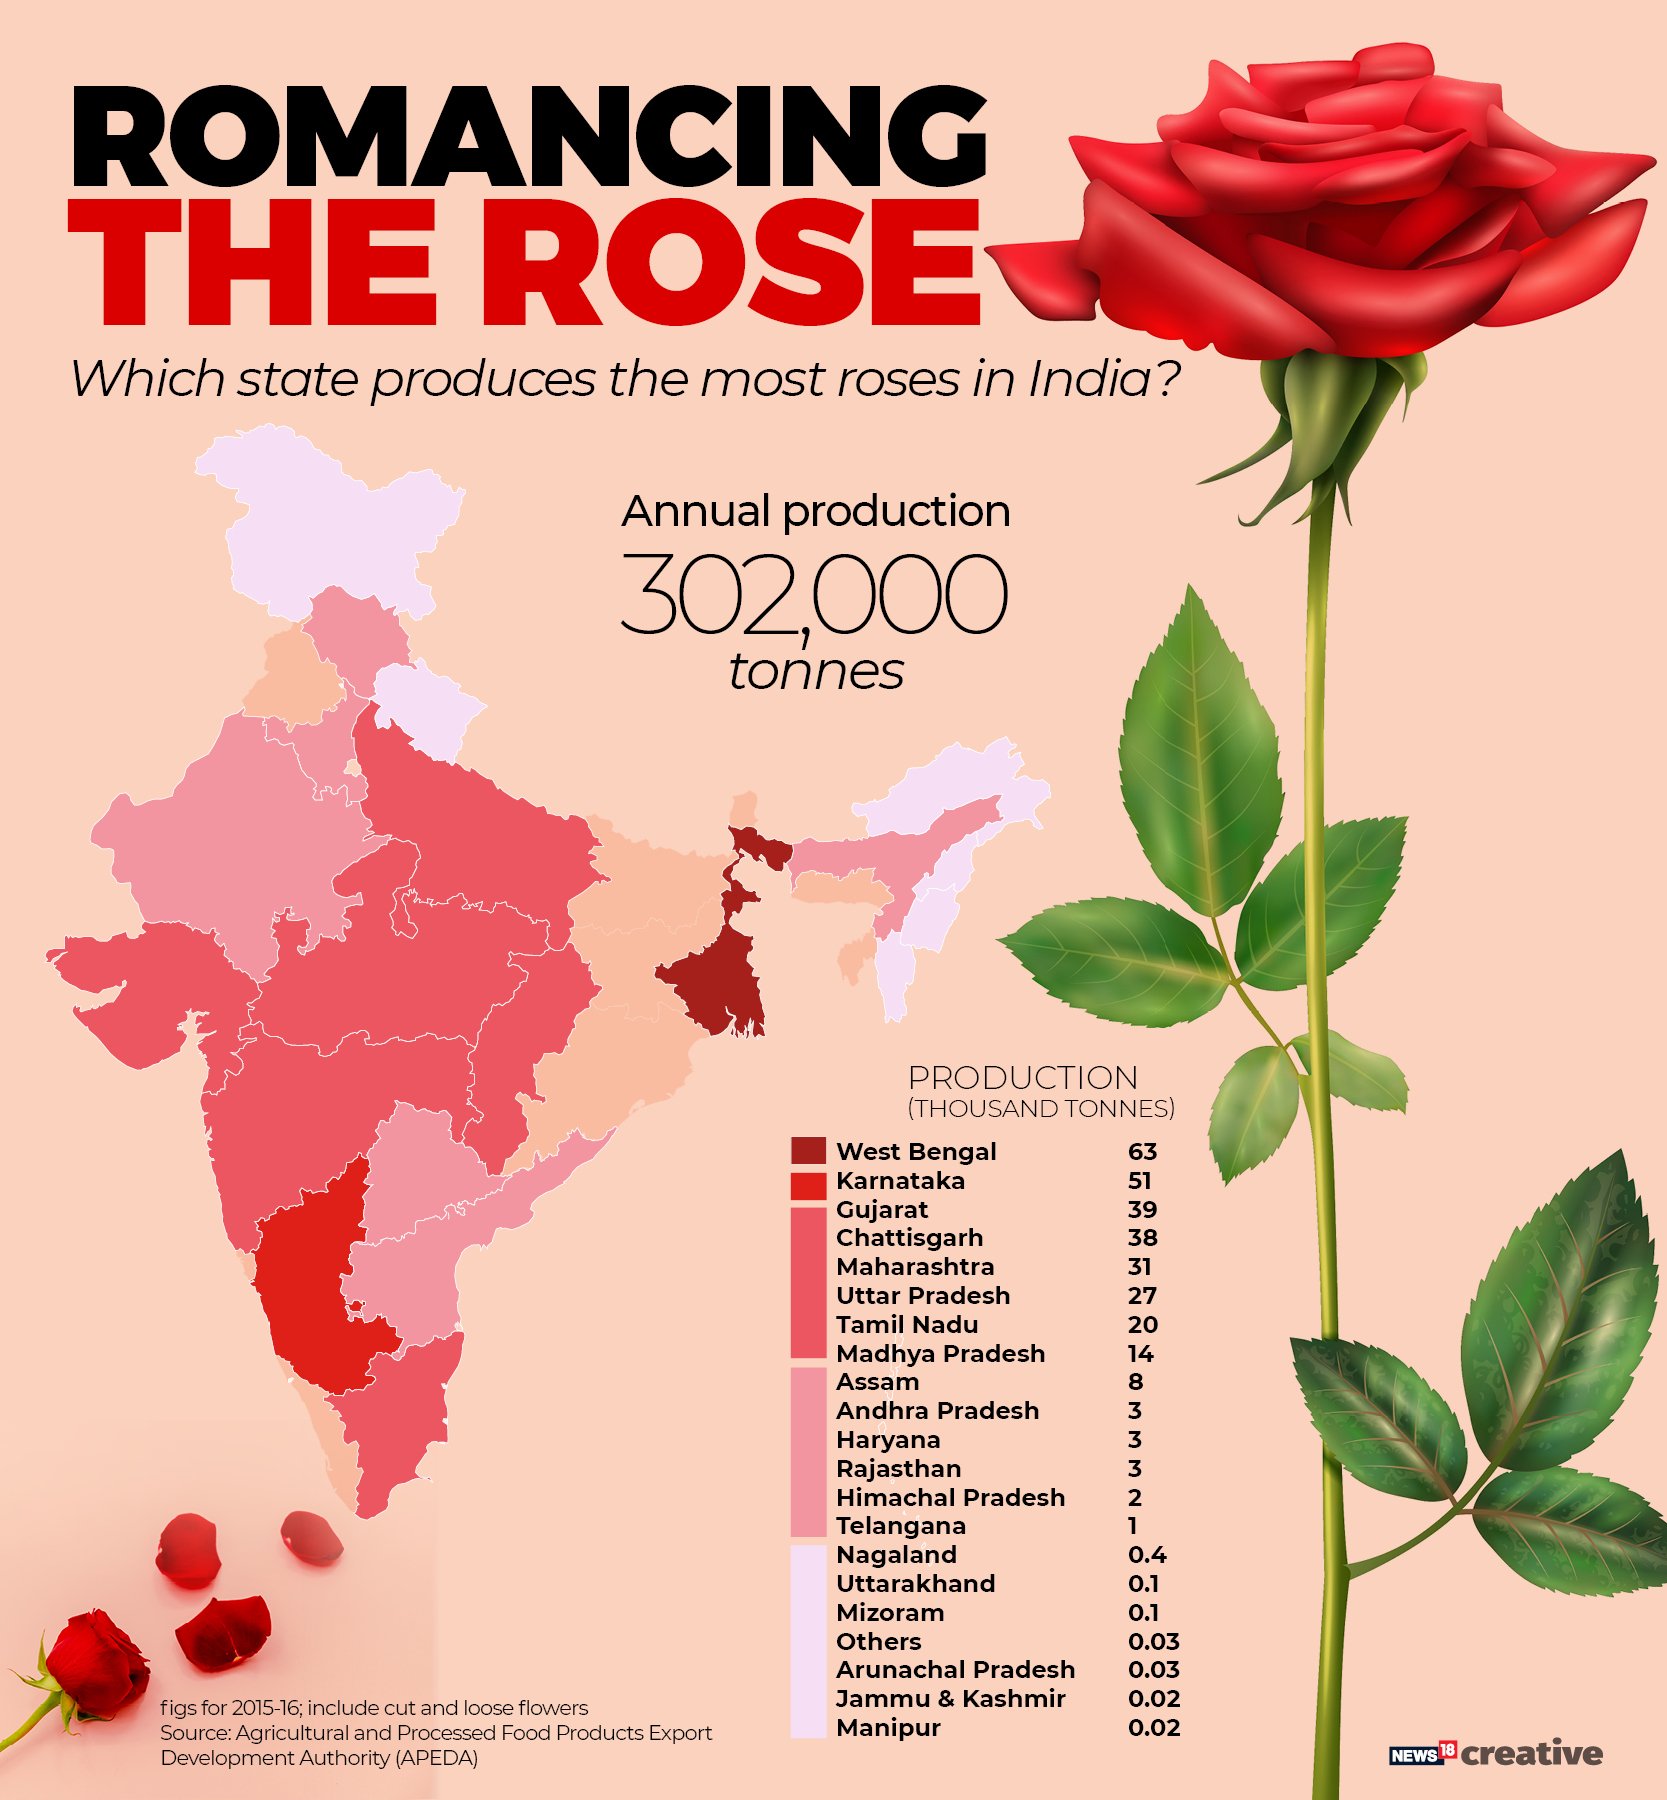 ROMANCING
THE ROSE
Which state produces the most roses in India?
Annual production
302,000
tonnes
PRODUCTION
(THOUSAND TONNES)
West Bengal 63
Karnataka 51
Gujarat 39
Chattisgarh 38
Maharashtra 31
Uttar Pradesh 27
Tamil Nadu 20
Madhya Pradesh 14
Assam 8
Andhra Pradesh 3
Haryana 3
Rajasthan 3
Himachal Pradesh 2
Telangana 1
Nagaland 0.4
Uttarakhand 0.1
Mizoram 0.1
Others 0.03
Arunachal Pradesh 0.03
Jammu & Kashmir 0.02
Manipur 0.02
figs for 2015-16; include cut and loose flowers
Source: Agricultural and Processed Food Products Export
Development Authority (APEDA)
NEWS18 creative